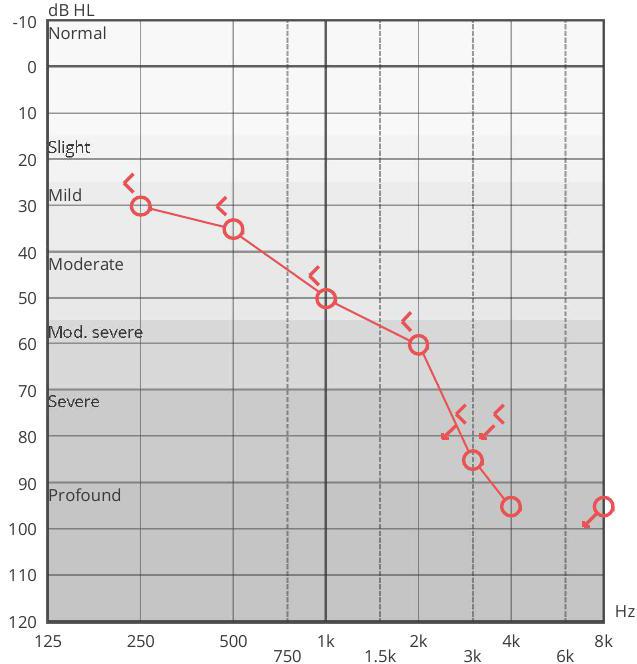 dB HL
-10
Normal
0
10
Slight
20
Mild
30
40
Moderate
50
Mod. severe
60
70
Severe
80
90
Profound
100
110
120
Hz
125 250 500 1k 2k 4k 8k
750 1.5k 3k 6k